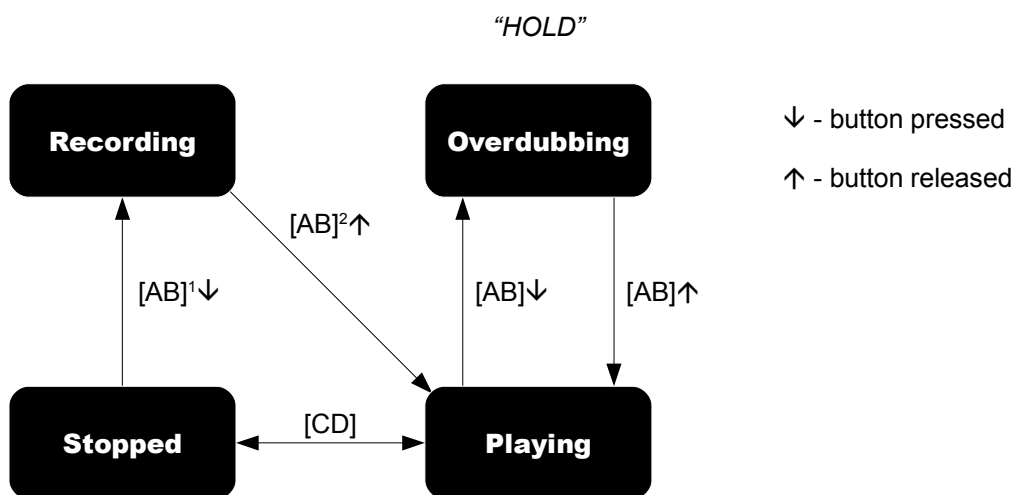 “HOLD”
Recording
Overdubbing
↓ - button pressed
↑ - button released
[AB]²↑
[AB]¹↓
[AB]↓
[AB]↑
Stopped
[CD]
Playing